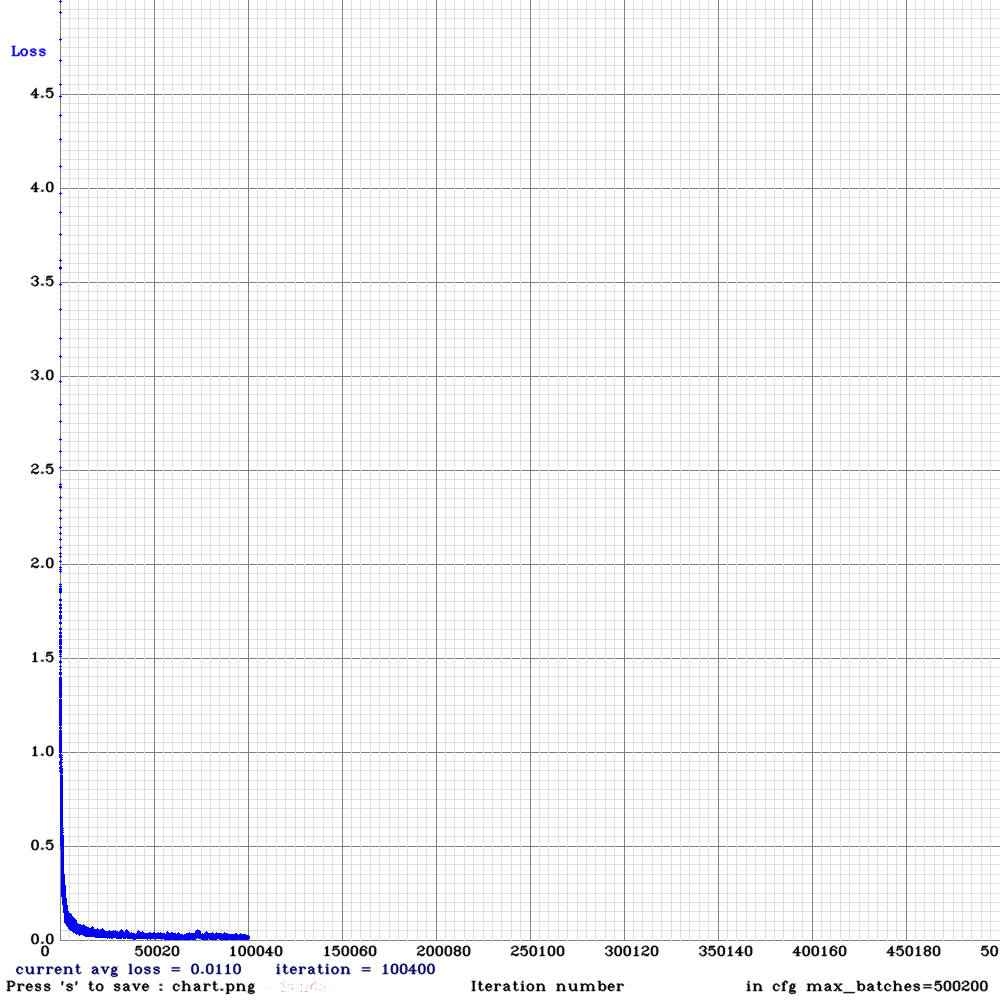 Loss
4.5
4.0
3.5
3.0
2.5
2.0
1.5
1.0
0.5
0.0
0 50020 100040 150060 200080 250100 300120 350140 400160 450180 50
current avg loss = 0.0110 iteration = 100400
Press 's' to save : chart.png Iteration number in cfg max_batches=500200